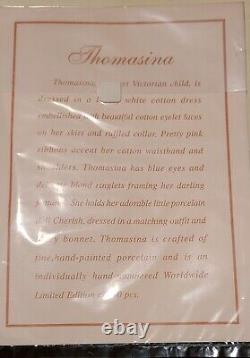 Thomasina
Thomasina, Victorian child, is
dressed in a white cotton dress
embellished with beautiful cotton eyelet faces
on her skirt and ruffled collar. Pretty pink
ribbons accent her cotton waistband and
shoulders. Thomasina has blue eyes and
blond ringlets framing her darling
She holds her adorable little porcelain
doll Cherish, dressed in a matching outfit and
bonnet. Thomasina is crafted of
fine hand-painted porcelain and is an
individually hand-numbered Worldwide
Limited Edition pcs.